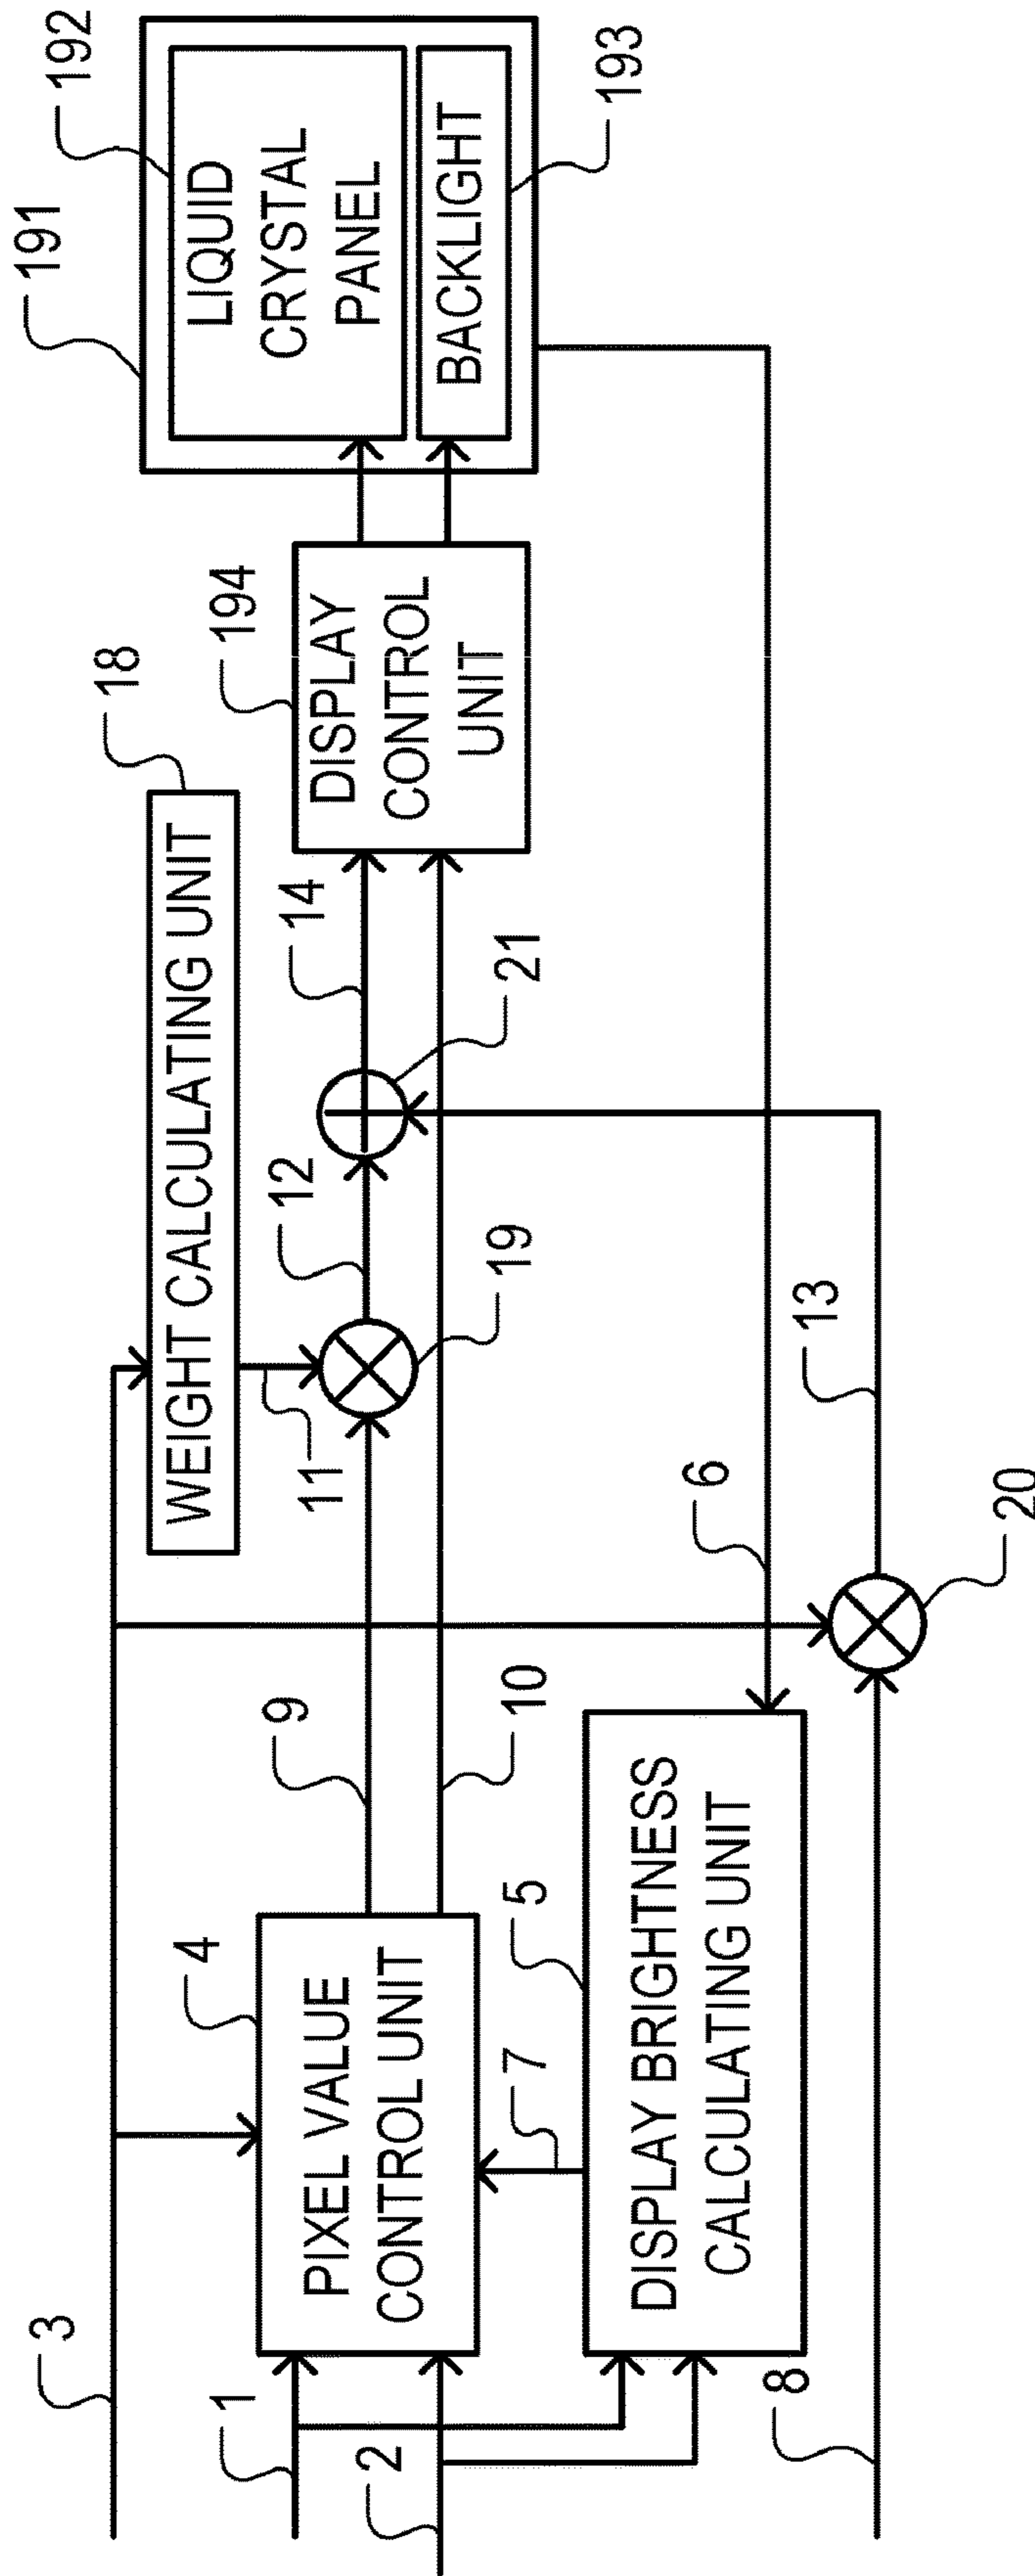 3
1
2
8
4
PIXEL VALUE
CONTROL UNIT
7
5
DISPLAY BRIGHTNESS
CALCULATING UNIT
9
10
6
20
13
WEIGHT CALCULATING UNIT
18
11
12
19
14
21
194
DISPLAY
CONTROL
UNIT
191
192
LIQUID
CRYSTAL
PANEL
BACKLIGHT
193